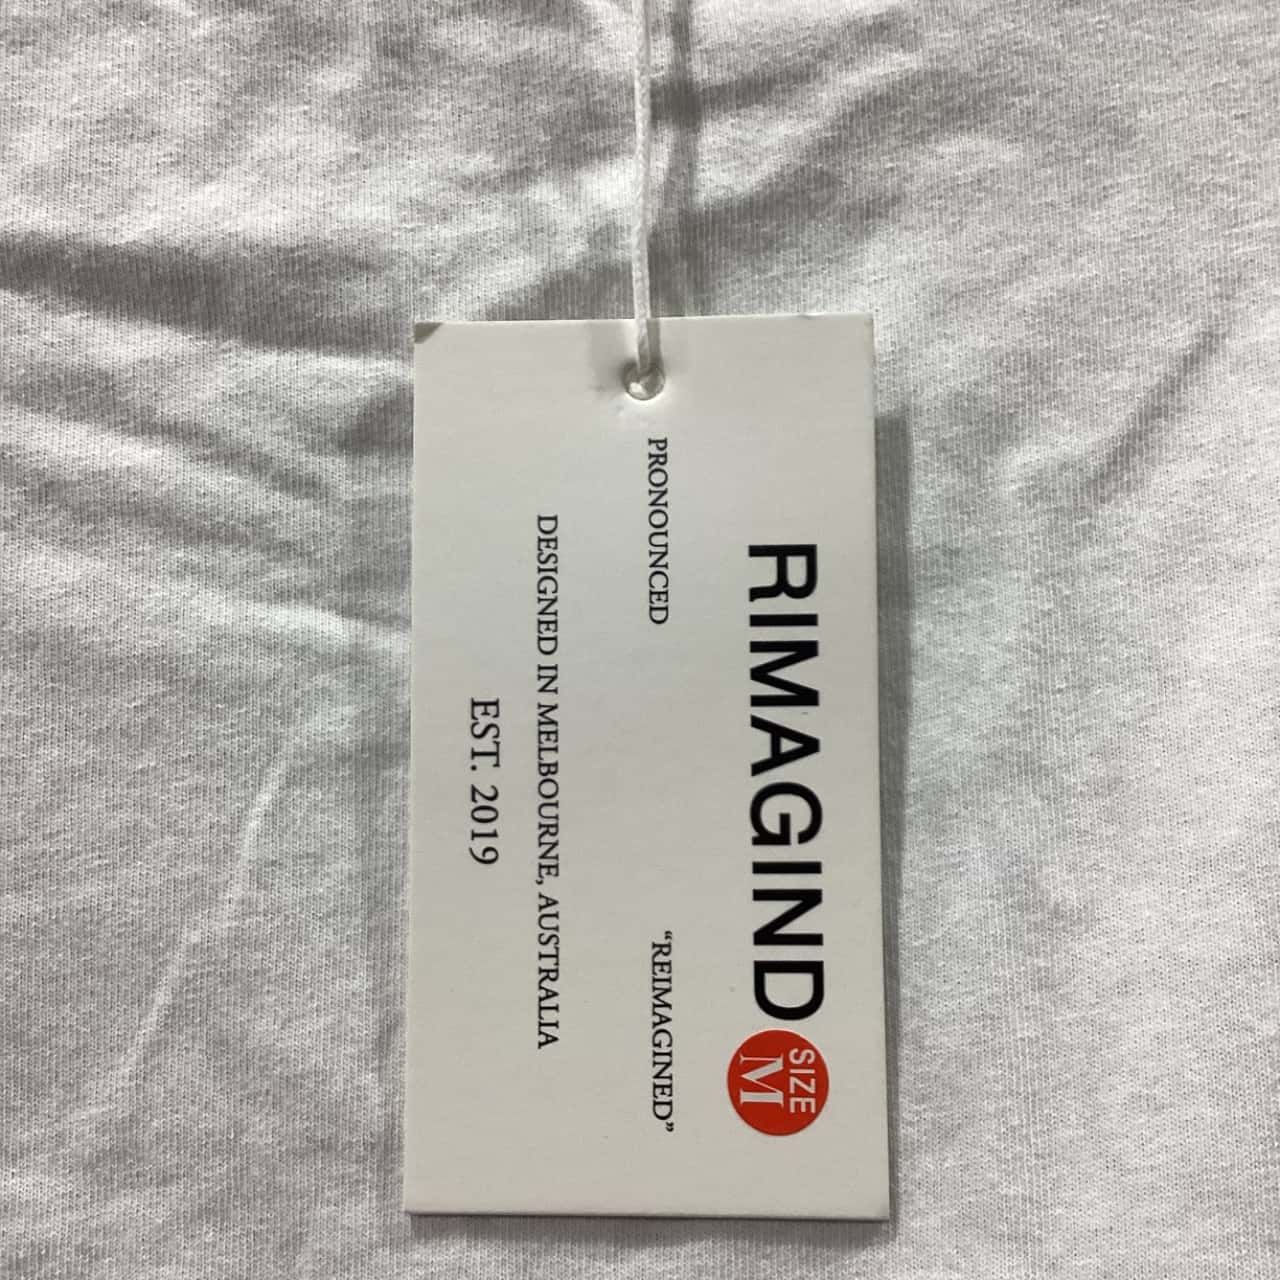 RIMAGIND
SIZE
M
PRONOUNCED "REIMAGINED”
DESIGNED IN MELBOURNE, AUSTRALIA
EST. 2019